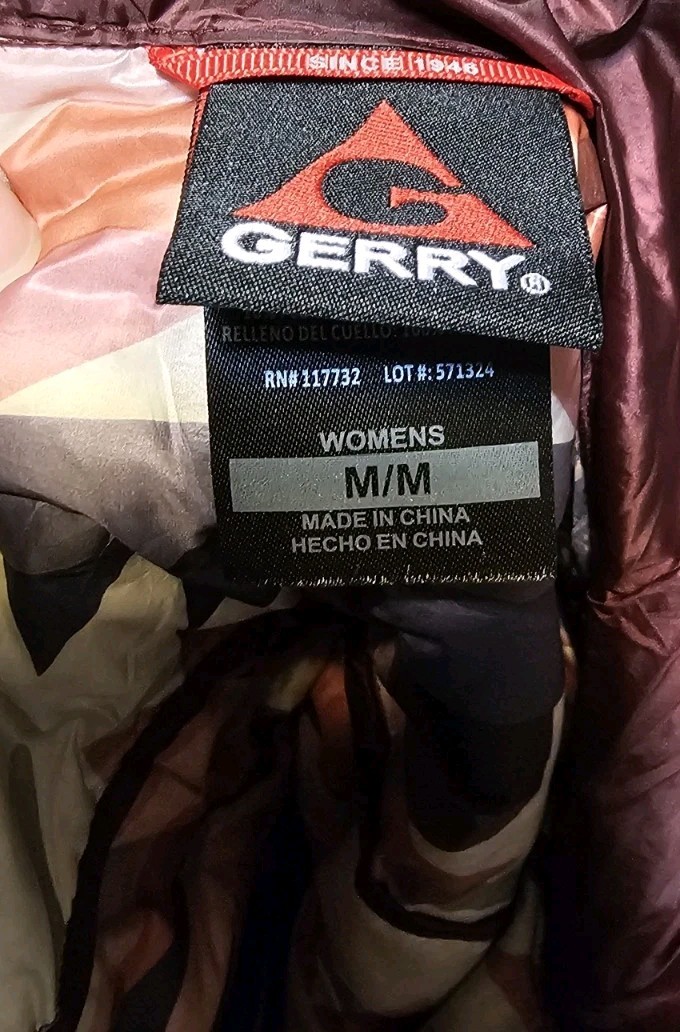 SINCE 1946
G
GERRY®
RELLENO DEL CUELLO:
RN# 117732 LOT #: 571324
WOMENS
M/M
MADE IN CHINA
HECHO EN CHINA